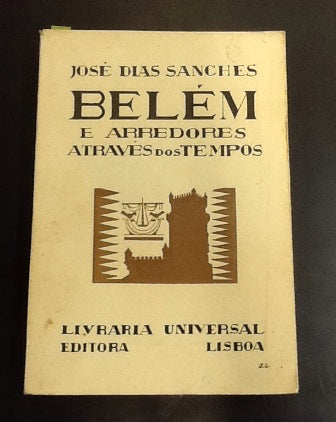 JOSÉ DIAS SANCHES
BELÉM
E ARREDORES
ATRAVÉS DOS TEMPOS
LIVRARIA UNIVERSAL
EDITORA LISBOA